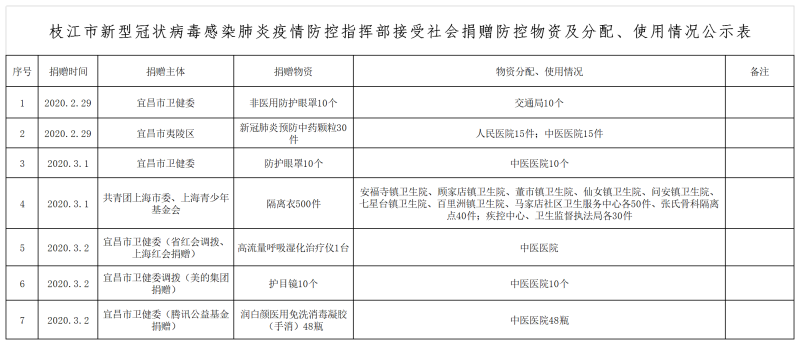 枝江市新型冠状病毒感染肺炎疫情防控指挥部接受社会捐赠防控物资及分配、使用情况公示表
序号 捐赠时间 捐赠主体 捐赠物资 物资分配、使用情况 备注
1 2020.2.29 宜昌市卫健委 非医用防护眼罩10个 交通局10个
2 2020.2.29 宜昌市夷陵区 新冠肺炎预防中药颗粒30
件 人民医院15件；中医医院15件
3 2020.3.1 宜昌市卫健委 防护眼罩10个 中医医院10个
4 2020.3.1 共青团上海市委、上海青少年
基金会 隔离衣500件 安福寺镇卫生院、顾家店镇卫生院、董市镇卫生院、仙女镇卫生院、问安镇卫生院、
七星台镇卫生院、百里洲镇卫生院、马家店社区卫生服务中心各50件、张氏骨科隔离
点40件；疾控中心、卫生监督执法局各30件
5 2020.3.2 宜昌市卫健委（省红会调拨、
上海红会捐赠） 高流量呼吸湿化治疗仪1台 中医医院
6 2020.3.2 宜昌市卫健委调拨（美的集团
捐赠） 护目镜10个 中医医院10个
7 2020.3.2 宜昌市卫健委（腾讯公益基金
捐赠） 润白颜医用免洗消毒凝胶
（手消）48瓶 中医医院48瓶